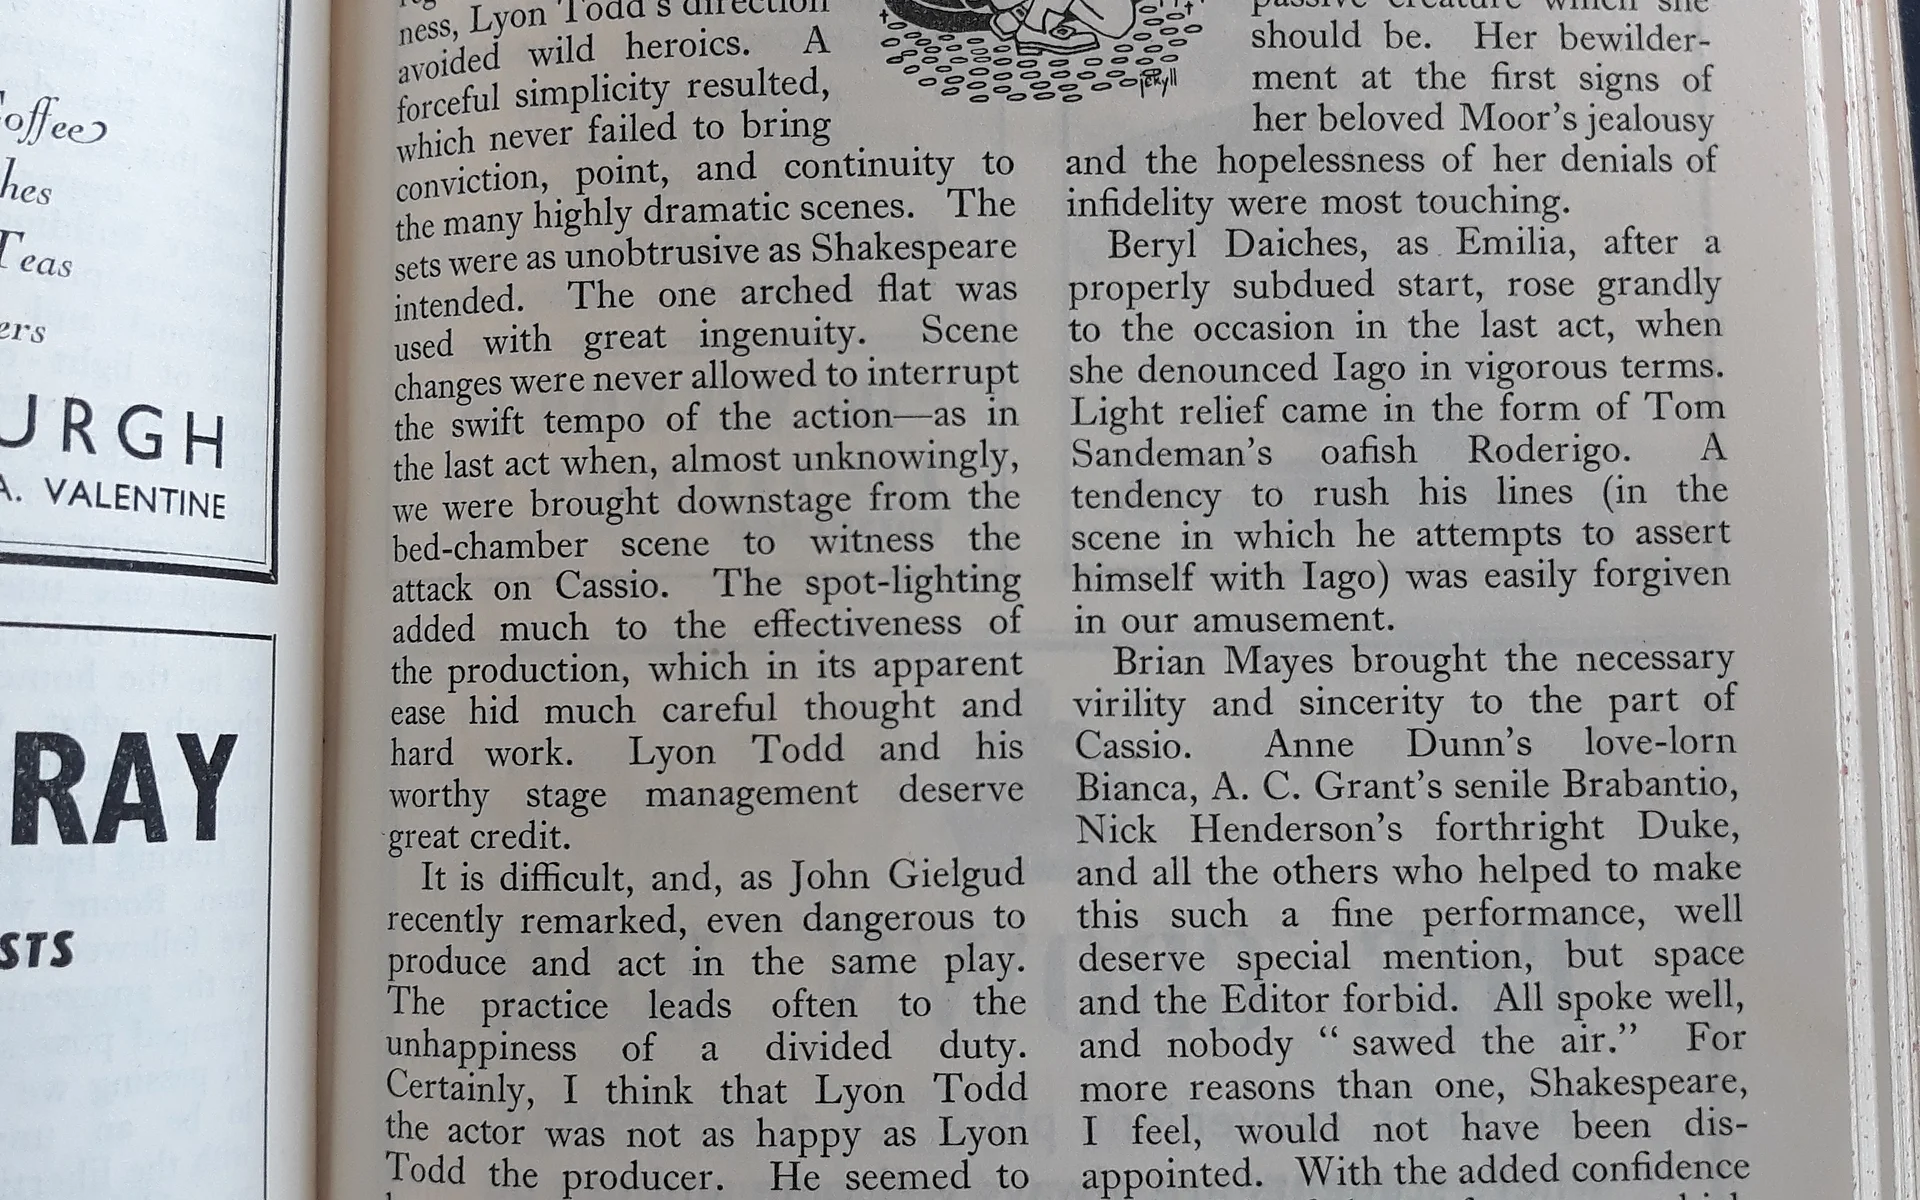 offee
hes
Teas
ers
URGH
A. VALENTINE
RAY
STS
ness, Lyon Todd's direction
avoided wild heroics. A
forceful simplicity resulted,
which never failed to bring
conviction, point, and continuity to
the many highly dramatic scenes. The
sets were as unobtrusive as Shakespeare
intended. The one arched flat was
used with great ingenuity. Scene
changes were never allowed to interrupt
the swift tempo of the action—as in
the last act when, almost unknowingly,
we were brought downstage from the
bed-chamber scene to witness the
attack on Cassio. The spot-lighting
added much to the effectiveness of
the production, which in its apparent
ease hid much careful thought and
hard work. Lyon Todd and his
worthy stage management deserve
great credit.
It is difficult, and, as John Gielgud
recently remarked, even dangerous to
produce and act in the same play.
The practice leads often to the
unhappiness of a divided duty.
Certainly, I think that Lyon Todd
the actor was not as happy as Lyon
Todd the producer. He seemed to
jekyll
passive creature which she
should be. Her bewilder-
ment at the first signs of
her beloved Moor's jealousy
and the hopelessness of her denials of
infidelity were most touching.
Beryl Daiches, as Emilia, after a
properly subdued start, rose grandly
to the occasion in the last act, when
she denounced Iago in vigorous terms.
Light relief came in the form of Tom
Sandeman's oafish Roderigo. A
tendency to rush his lines (in the
scene in which he attempts to assert
himself with Iago) was easily forgiven
in our amusement.
Brian Mayes brought the necessary
virility and sincerity to the part of
Cassio. Anne Dunn's love-lorn
Bianca, A. C. Grant's senile Brabantio,
Nick Henderson's forthright Duke,
and all the others who helped to make
this such a fine performance, well
deserve special mention, but space
and the Editor forbid. All spoke well,
and nobody “ sawed the air.” For
more reasons than one, Shakespeare,
I feel, would not have been dis-
appointed. With the added confidence